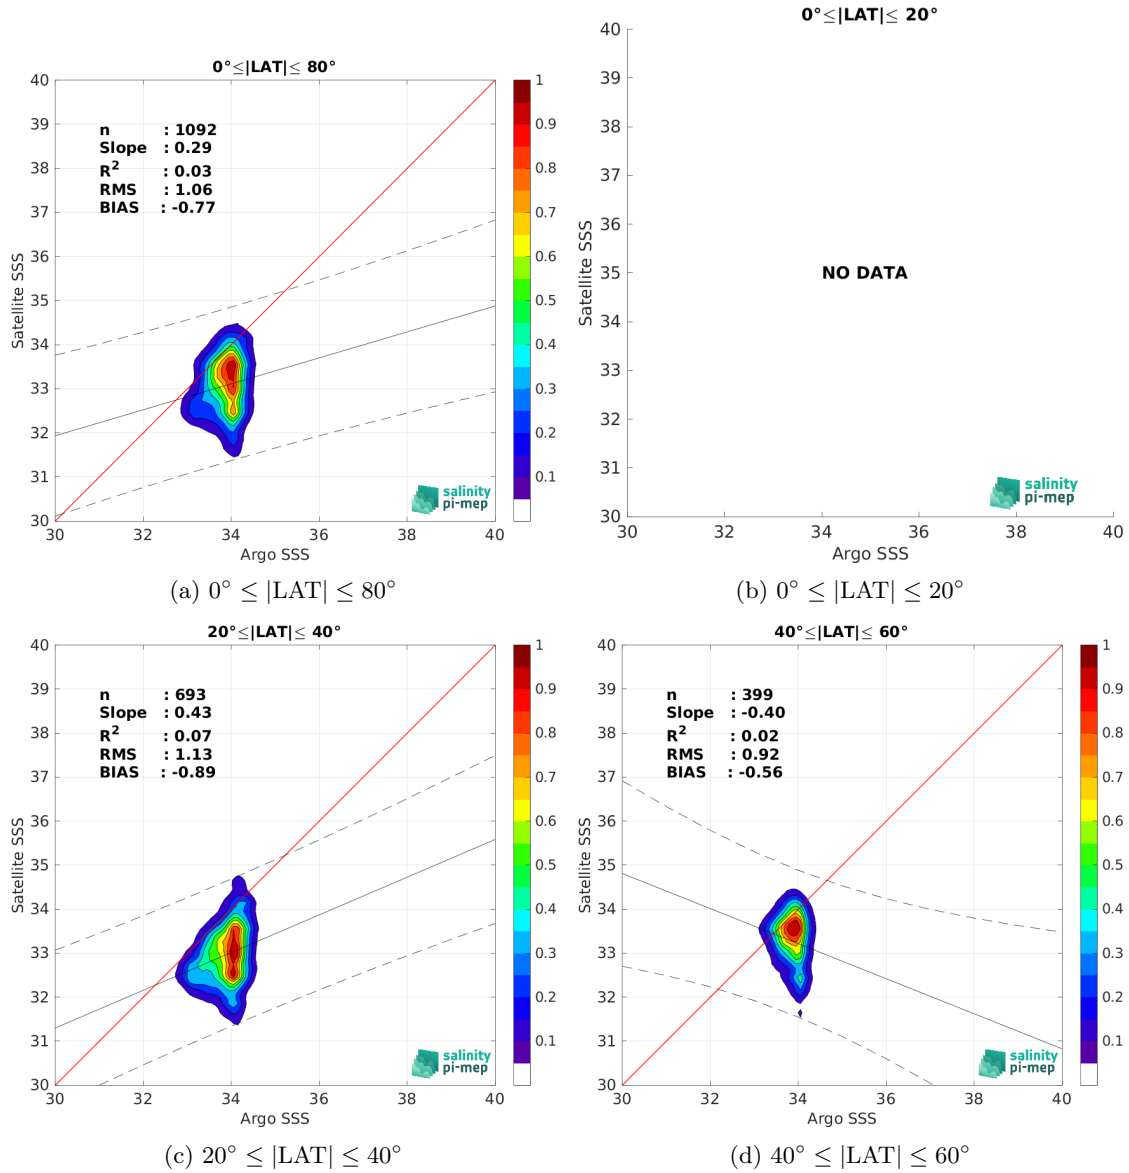 0°≤|LAT|≤ 80°
40
39
38
37
36
35
34
33
32
31
30
Satellite SSS
n : 1092
Slope : 0.29
R² : 0.03
RMS : 1.06
BIAS : -0.77
salinity
pi-mep
30 32 34 36 38 40
Argo SSS
1
0.9
0.8
0.7
0.6
0.5
0.4
0.3
0.2
0.1
(a) 0° ≤ |LAT| ≤ 80°
0°≤|LAT|≤ 20°
40
39
38
37
36
35
34
33
32
31
30
Satellite SSS
NO DATA
salinity
pi-mep
30 32 34 36 38 40
Argo SSS
(b) 0° ≤ |LAT| ≤ 20°
20°≤|LAT|≤ 40°
40
39
38
37
36
35
34
33
32
31
30
Satellite SSS
n : 693
Slope : 0.43
R² : 0.07
RMS : 1.13
BIAS : -0.89
salinity
pi-mep
30 32 34 36 38 40
Argo SSS
1
0.9
0.8
0.7
0.6
0.5
0.4
0.3
0.2
0.1
(c) 20° ≤ |LAT| ≤ 40°
40°≤|LAT|≤ 60°
40
39
38
37
36
35
34
33
32
31
30
Satellite SSS
n : 399
Slope : -0.40
R² : 0.02
RMS : 0.92
BIAS : -0.56
salinity
pi-mep
30 32 34 36 38 40
Argo SSS
1
0.9
0.8
0.7
0.6
0.5
0.4
0.3
0.2
0.1
(d) 40° ≤ |LAT| ≤ 60°